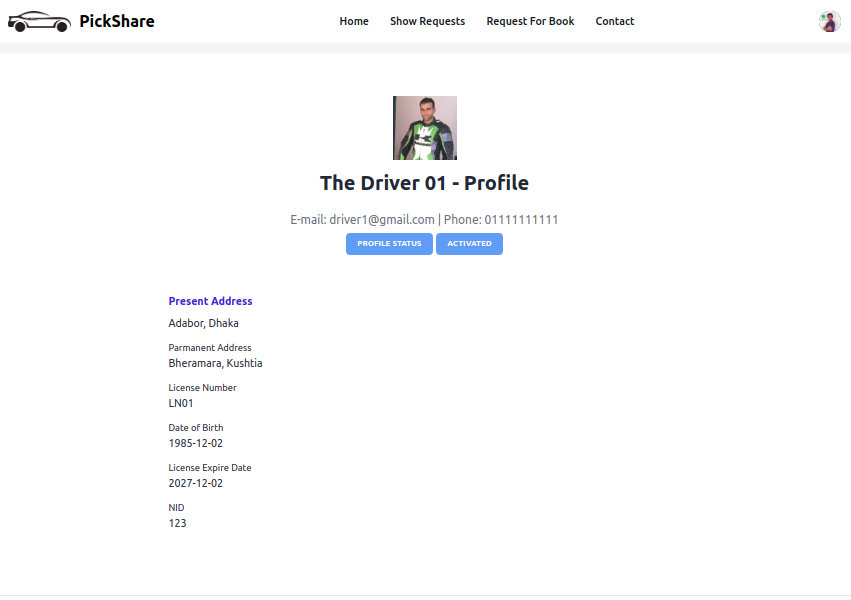 PickShare
Home Show Requests Request For Book Contact
The Driver 01 - Profile
E-mail: driver1@gmail.com | Phone: 01111111111
PROFILE STATUS ACTIVATED
Present Address
Adabor, Dhaka
Parmanent Address
Bheramara, Kushtia
License Number
LN01
Date of Birth
1985-12-02
License Expire Date
2027-12-02
NID
123